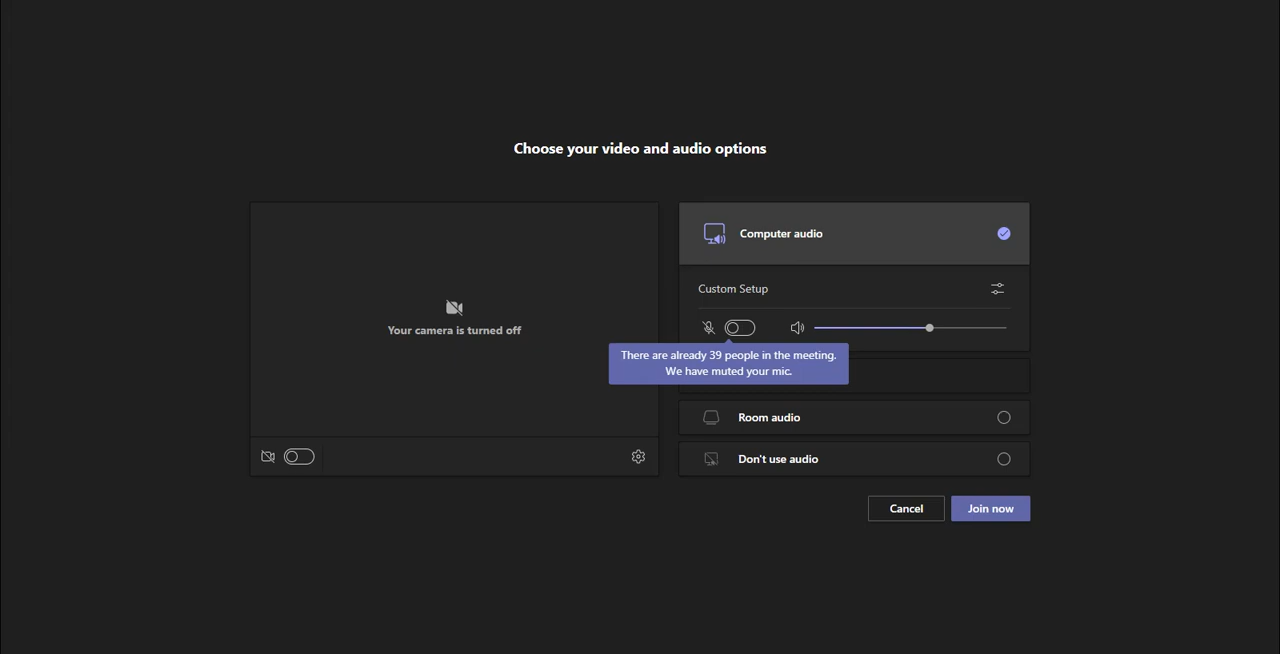 Choose your video and audio options
Your camera is turned off
Computer audio
Custom Setup
There are already 39 people in the meeting.
We have muted your mic.
Room audio
Don't use audio
Cancel
Join now